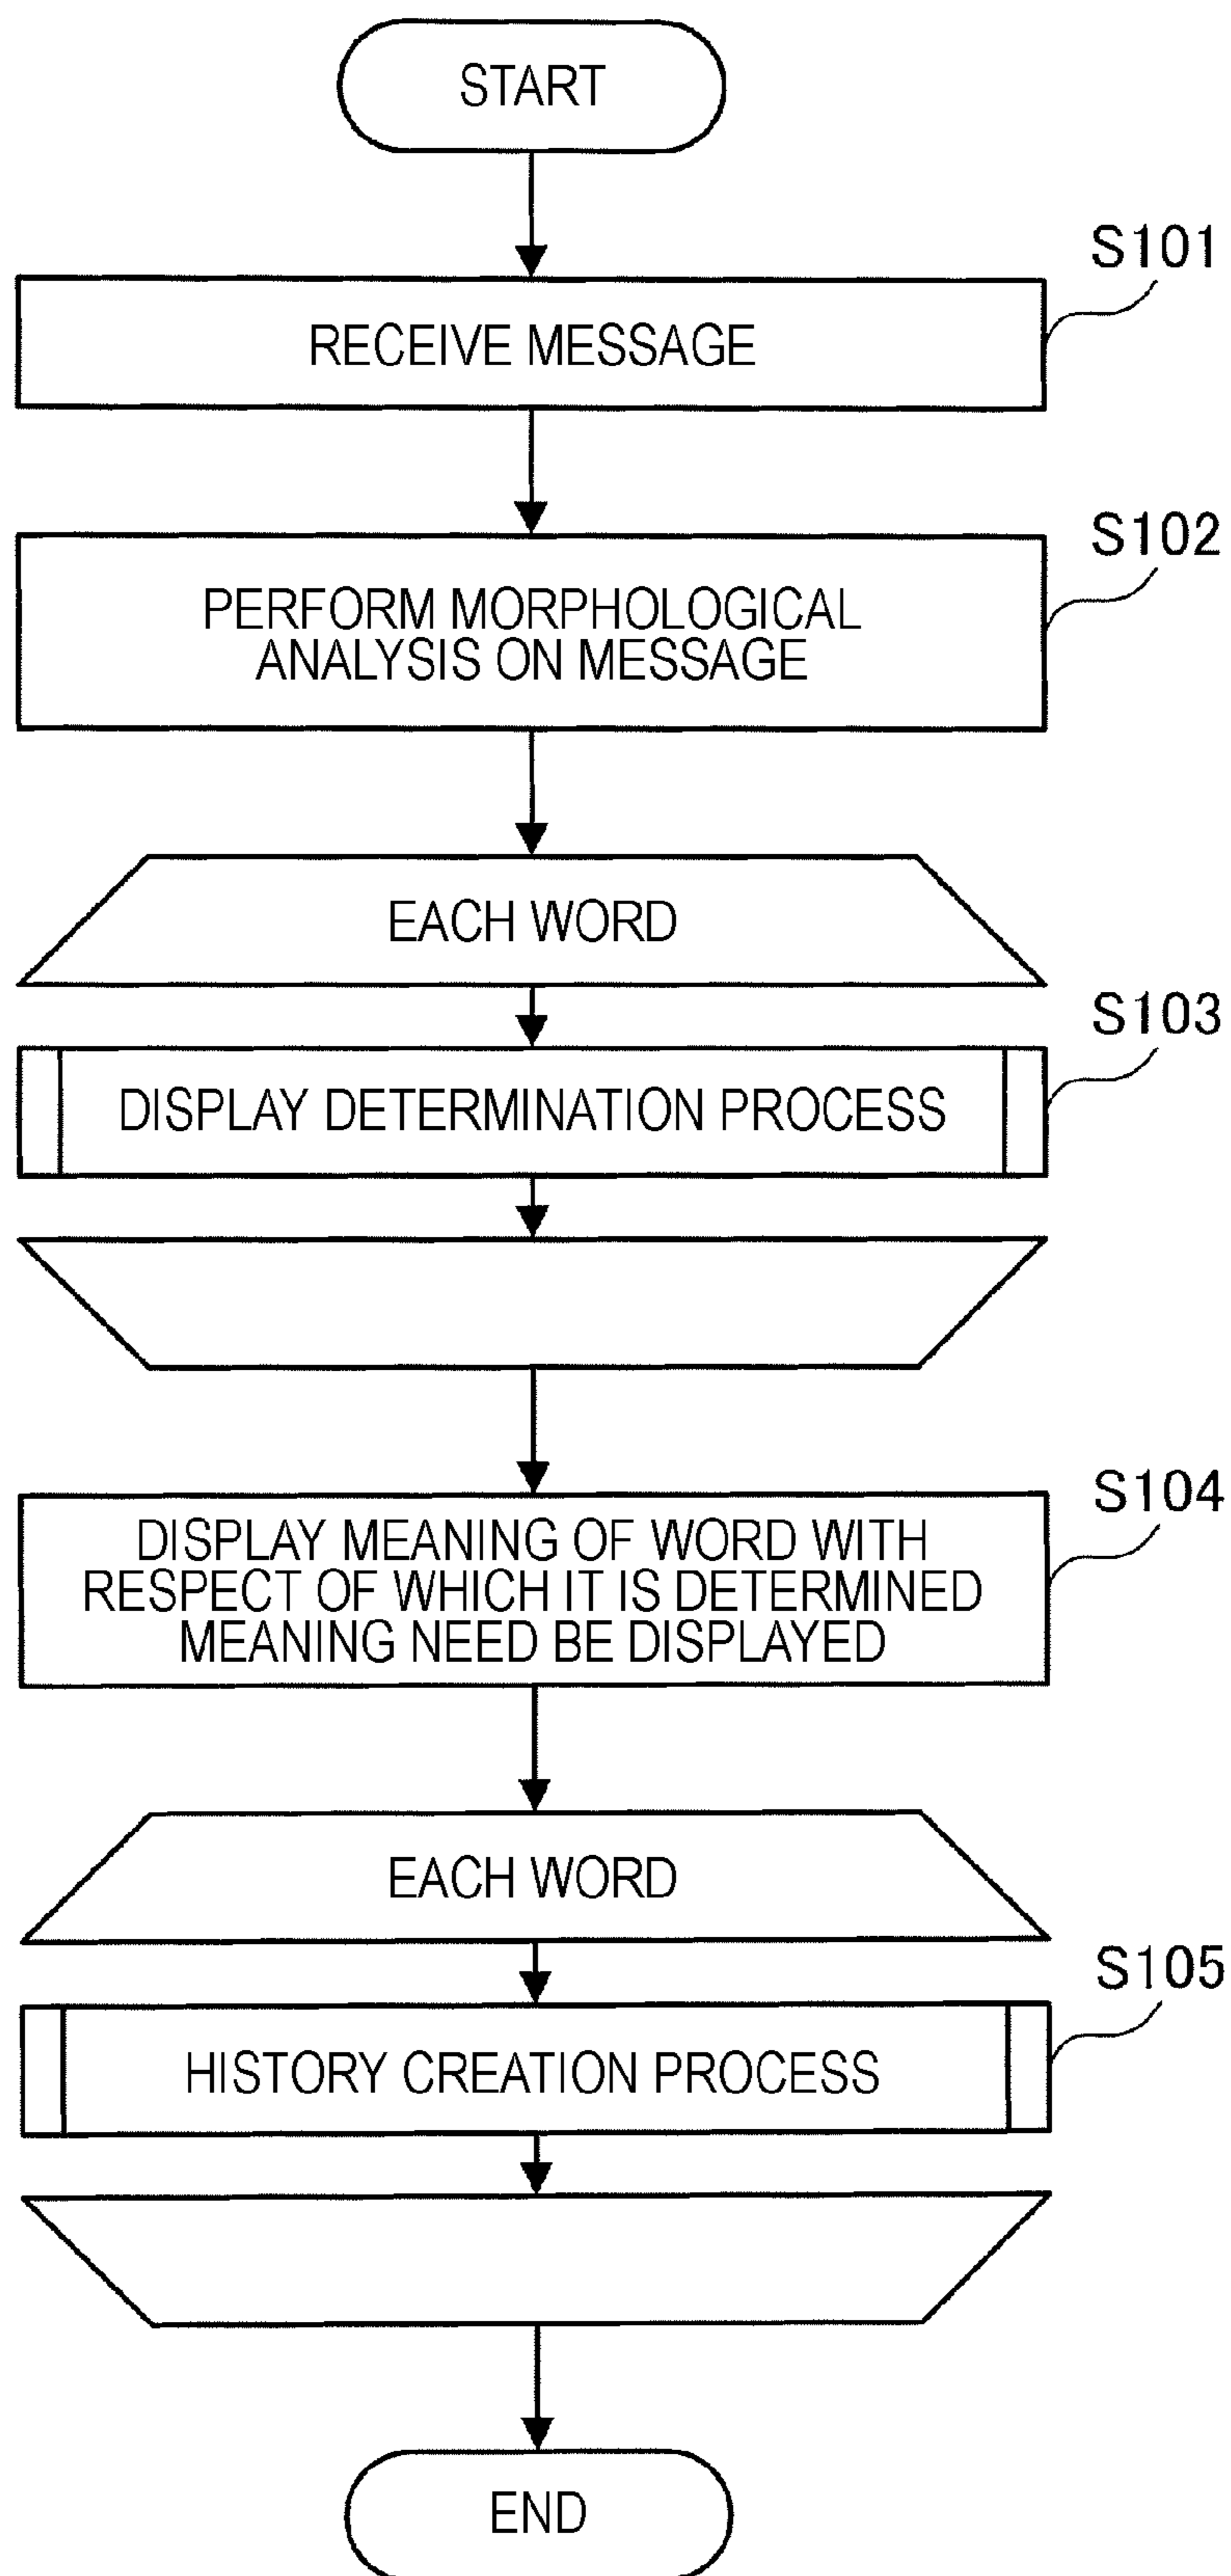 START
S101
RECEIVE MESSAGE
S102
PERFORM MORPHOLOGICAL
ANALYSIS ON MESSAGE
EACH WORD
S103
DISPLAY DETERMINATION PROCESS
S104
DISPLAY MEANING OF WORD WITH
RESPECT OF WHICH IT IS DETERMINED
MEANING NEED BE DISPLAYED
EACH WORD
S105
HISTORY CREATION PROCESS
END